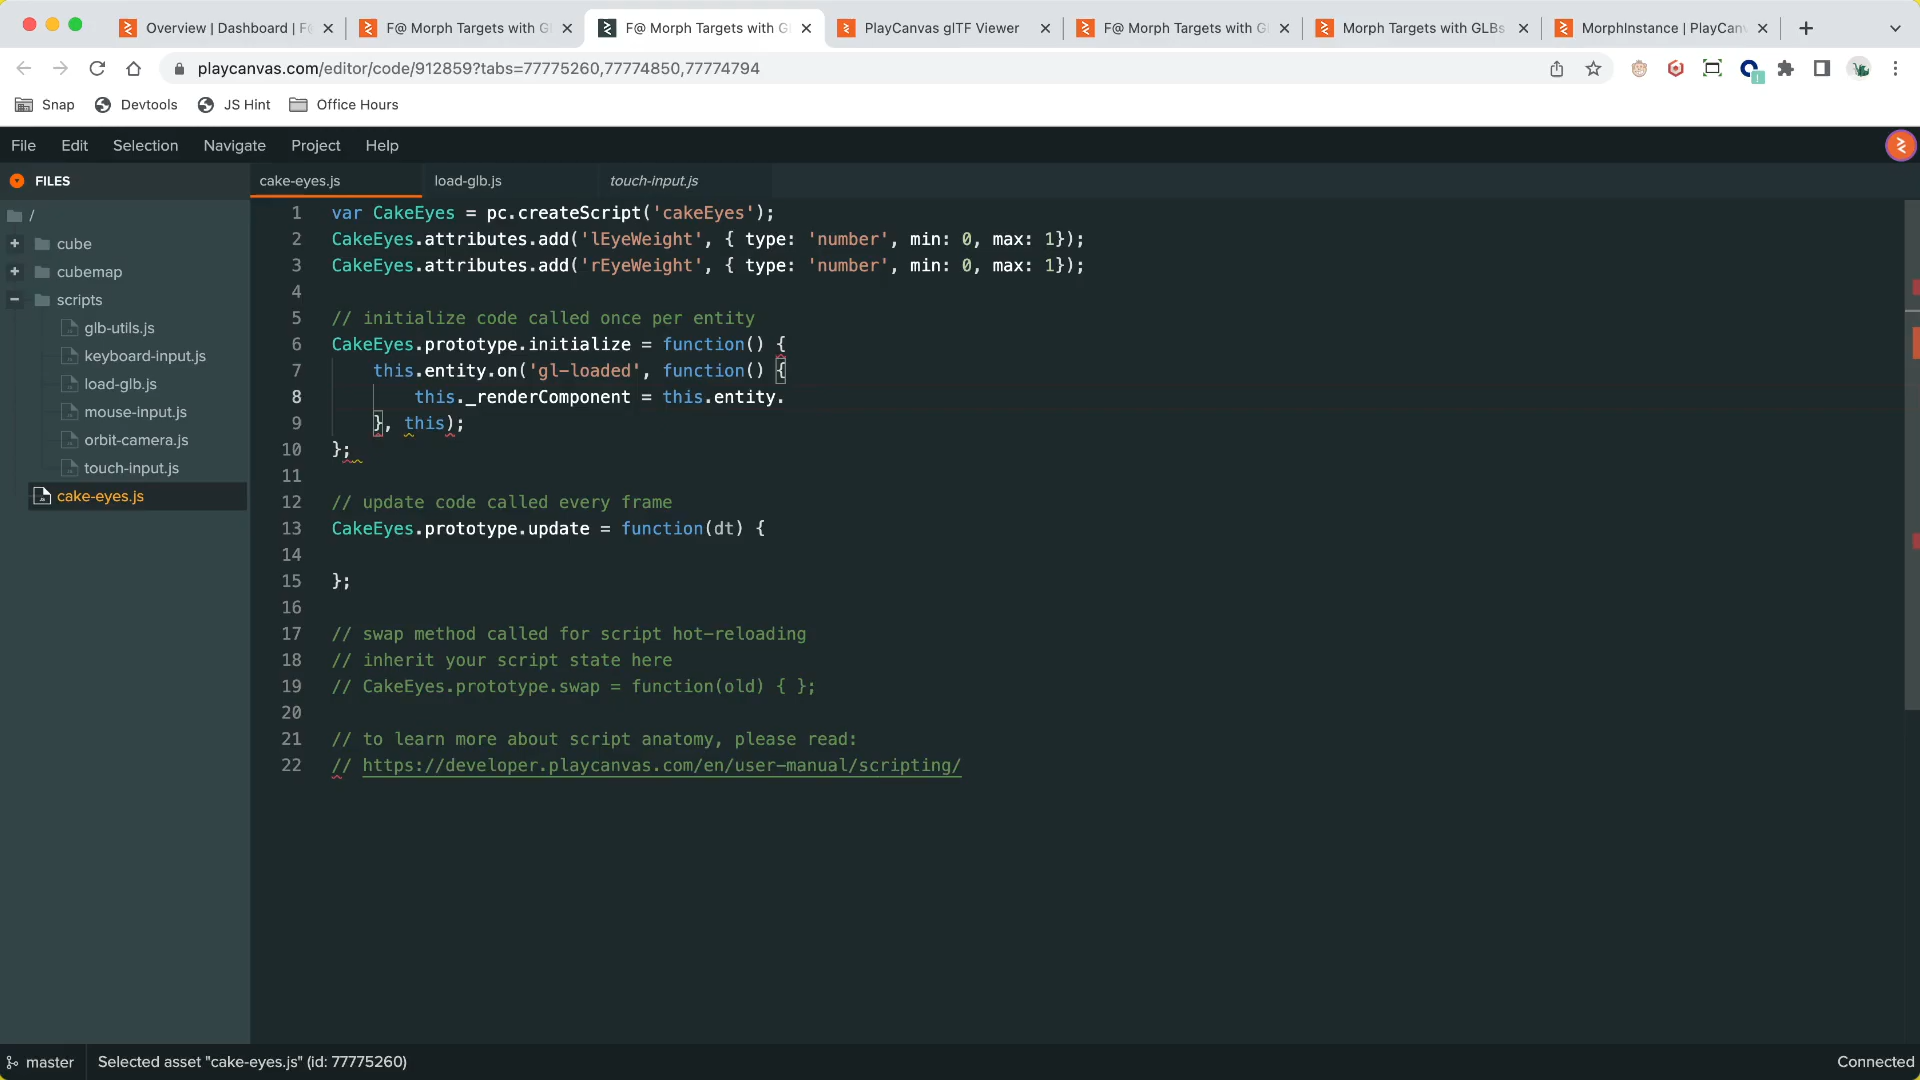 Overview | Dashboard | F@
F@ Morph Targets with G
F@ Morph Targets with G
PlayCanvas glTF Viewer
F@ Morph Targets with G
Morph Targets with GLBs
MorphInstance | PlayCan
playcanvas.com/editor/code/912859?tabs=77775260,77774850,77774794
Snap
Devtools
JS Hint
Office Hours
File
Edit
Selection
Navigate
Project
Help
FILES
/
cube
cubemap
scripts
glb-utils.js
keyboard-input.js
load-glb.js
mouse-input.js
orbit-camera.js
touch-input.js
cake-eyes.js
cake-eyes.js
load-glb.js
touch-input.js
1 var CakeEyes = pc.createScript('cakeEyes');
2 CakeEyes.attributes.add('lEyeWeight', { type: 'number', min: 0, max: 1});
3 CakeEyes.attributes.add('rEyeWeight', { type: 'number', min: 0, max: 1});
4
5 // initialize code called once per entity
6 CakeEyes.prototype.initialize = function() {
7 this.entity.on('gl-loaded', function() {
8 this._renderComponent = this.entity.
9 }, this);
10 };
11
12 // update code called every frame
13 CakeEyes.prototype.update = function(dt) {
14
15 };
16
17 // swap method called for script hot-reloading
18 // inherit your script state here
19 // CakeEyes.prototype.swap = function(old) { };
20
21 // to learn more about script anatomy, please read:
22 // https://developer.playcanvas.com/en/user-manual/scripting/
master
Selected asset "cake-eyes.js" (id: 77775260)
Connected